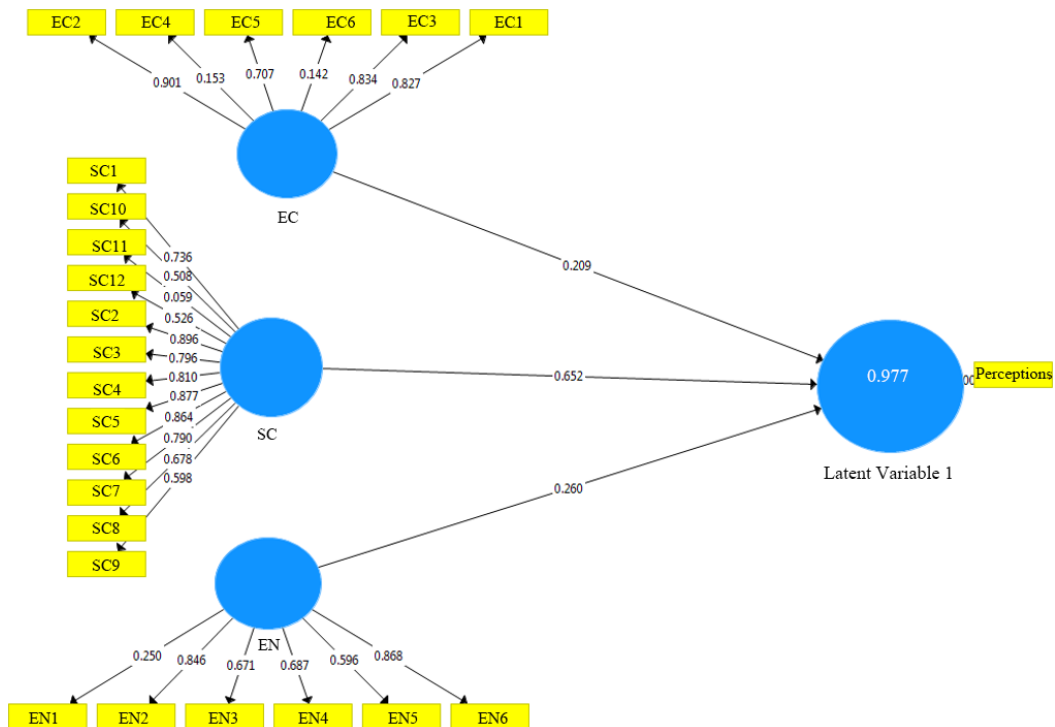 EC2 EC4 EC5 EC6 EC3 EC1
0.901 0.153 0.707 0.142 0.834 0.827
EC
SC1
SC10
SC11
SC12
SC2
SC3
SC4
SC5
SC6
SC7
SC8
SC9
0.736
0.508
0.059
0.526
0.896
0.796
0.810
0.877
0.864
0.790
0.678
0.598
SC
0.209
0.652
0.260
0.977
Perceptions
Latent Variable 1
EN
0.250 0.846 0.671 0.687 0.596 0.868
EN1 EN2 EN3 EN4 EN5 EN6